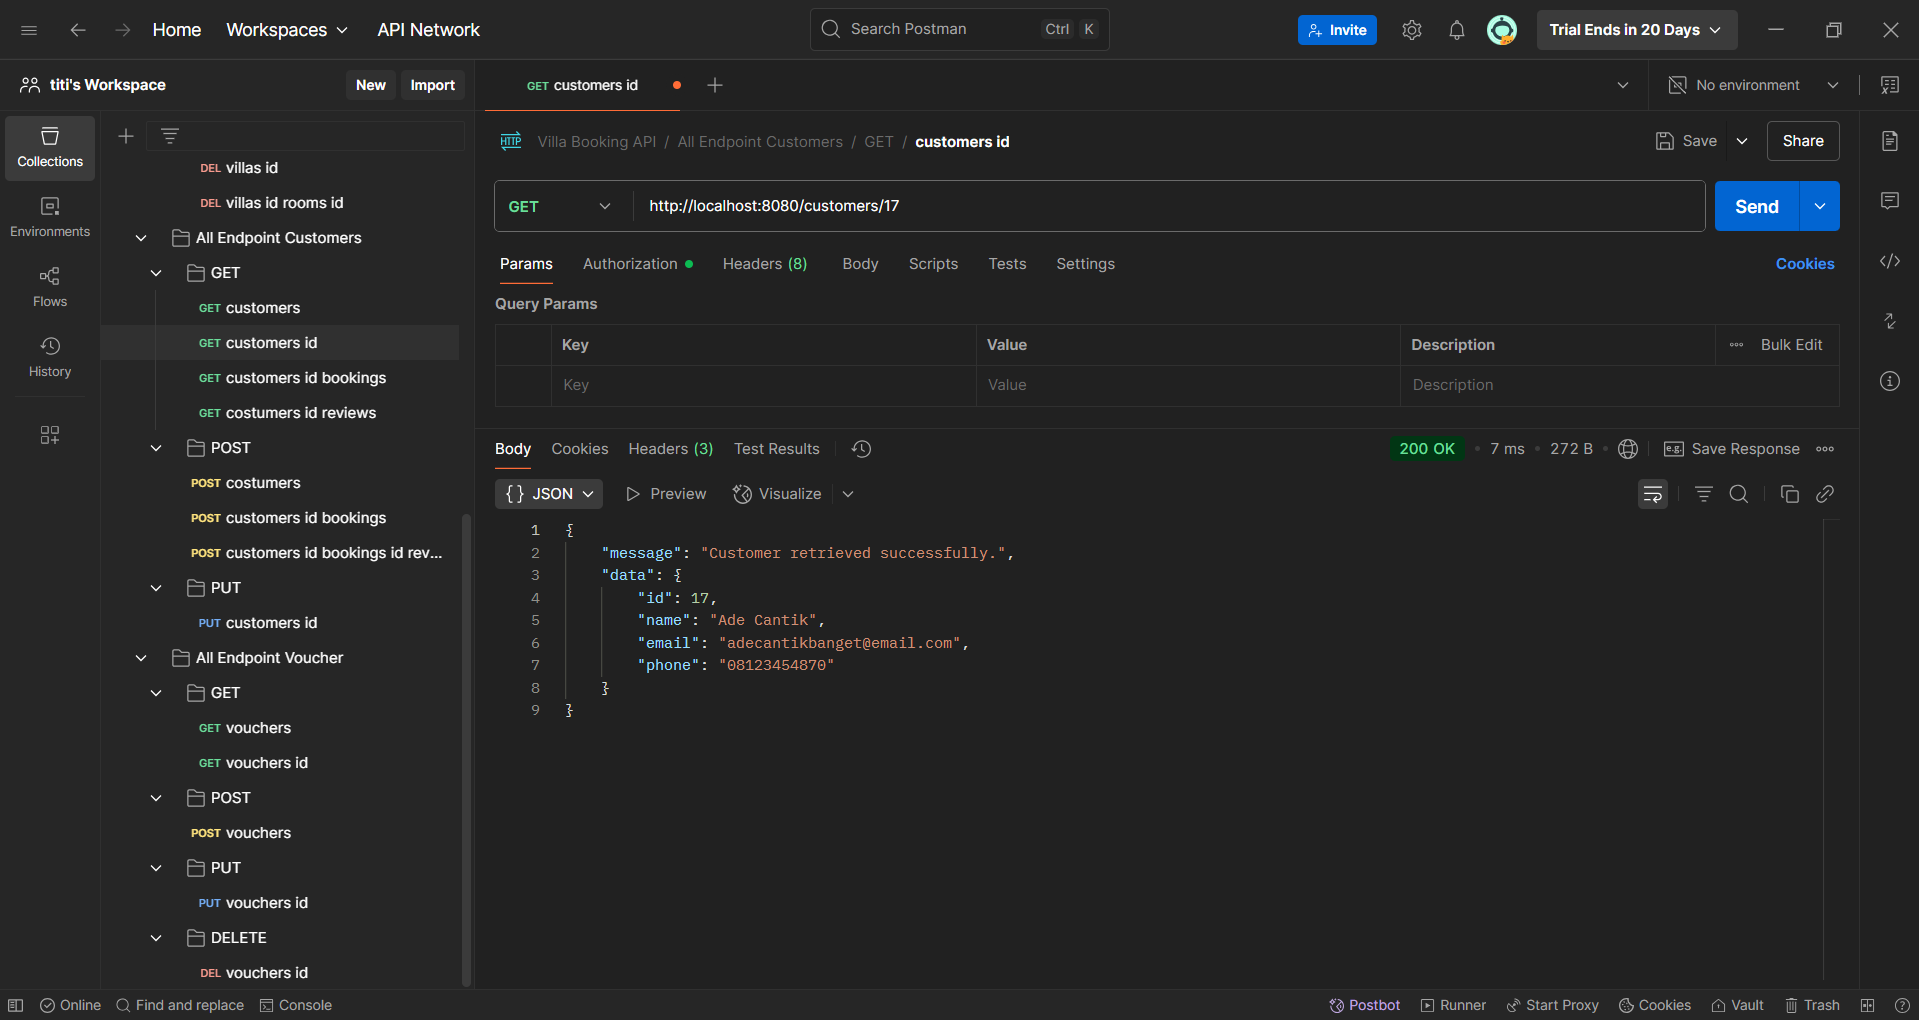 Home Workspaces API Network Search Postman Ctrl K Invite Trial Ends in 20 Days
titi's Workspace New Import GET customers id No environment
Collections
Environments
Flows
History
DEL villas id
DEL villas id rooms id
All Endpoint Customers
GET
GET customers
GET customers id
GET customers id bookings
GET costumers id reviews
POST
POST costumers
POST customers id bookings
POST customers id bookings id rev...
PUT
PUT customers id
All Endpoint Voucher
GET
GET vouchers
GET vouchers id
POST
POST vouchers
PUT
PUT vouchers id
DELETE
DEL vouchers id
HTTP Villa Booking API / All Endpoint Customers / GET / customers id Save Share
GET http://localhost:8080/customers/17 Send
Params Authorization Headers (8) Body Scripts Tests Settings Cookies
Query Params
Key Value Description Bulk Edit
Key Value Description
Body Cookies Headers (3) Test Results 200 OK 7 ms 272 B e.g. Save Response
{} JSON Preview Visualize
1 {
2 "message": "Customer retrieved successfully.",
3 "data": {
4 "id": 17,
5 "name": "Ade Cantik",
6 "email": "adecantikbanget@email.com",
7 "phone": "08123454870"
8 }
9 }
Online Find and replace Console Postbot Runner Start Proxy Cookies Vault Trash